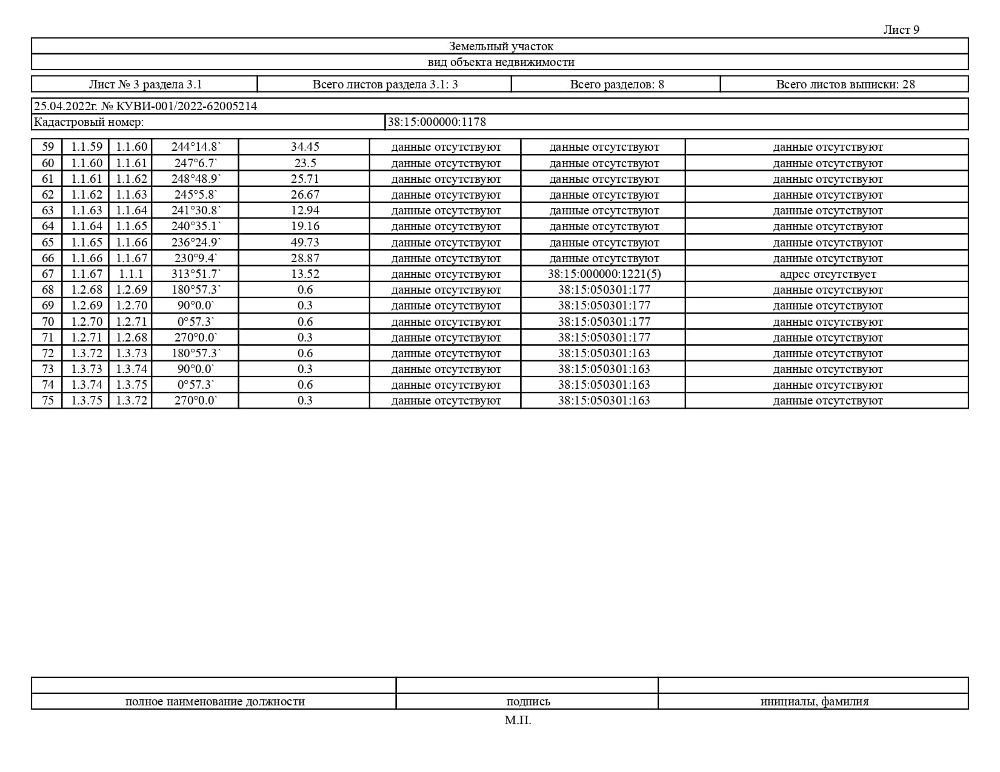 Лист 9
Земельный участок
вид объекта недвижимости
Лист № 3 раздела 3.1 Всего листов раздела 3.1: 3 Всего разделов: 8 Всего листов выписки: 28
25.04.2022г. № КУВИ-001/2022-62005214
Кадастровый номер: 38:15:000000:1178
59 1.1.59 1.1.60 244°14.8` 34.45 данные отсутствуют данные отсутствуют данные отсутствуют
60 1.1.60 1.1.61 247°6.7` 23.5 данные отсутствуют данные отсутствуют данные отсутствуют
61 1.1.61 1.1.62 248°48.9` 25.71 данные отсутствуют данные отсутствуют данные отсутствуют
62 1.1.62 1.1.63 245°5.8` 26.67 данные отсутствуют данные отсутствуют данные отсутствуют
63 1.1.63 1.1.64 241°30.8` 12.94 данные отсутствуют данные отсутствуют данные отсутствуют
64 1.1.64 1.1.65 240°35.1` 19.16 данные отсутствуют данные отсутствуют данные отсутствуют
65 1.1.65 1.1.66 236°24.9` 49.73 данные отсутствуют данные отсутствуют данные отсутствуют
66 1.1.66 1.1.67 230°9.4` 28.87 данные отсутствуют данные отсутствуют данные отсутствуют
67 1.1.67 1.1.1 313°51.7` 13.52 данные отсутствуют 38:15:000000:1221(5) адрес отсутствует
68 1.2.68 1.2.69 180°57.3` 0.6 данные отсутствуют 38:15:050301:177 данные отсутствуют
69 1.2.69 1.2.70 90°0.0` 0.3 данные отсутствуют 38:15:050301:177 данные отсутствуют
70 1.2.70 1.2.71 0°57.3` 0.6 данные отсутствуют 38:15:050301:177 данные отсутствуют
71 1.2.71 1.2.68 270°0.0` 0.3 данные отсутствуют 38:15:050301:177 данные отсутствуют
72 1.3.72 1.3.73 180°57.3` 0.6 данные отсутствуют 38:15:050301:163 данные отсутствуют
73 1.3.73 1.3.74 90°0.0` 0.3 данные отсутствуют 38:15:050301:163 данные отсутствуют
74 1.3.74 1.3.75 0°57.3` 0.6 данные отсутствуют 38:15:050301:163 данные отсутствуют
75 1.3.75 1.3.72 270°0.0` 0.3 данные отсутствуют 38:15:050301:163 данные отсутствуют
полное наименование должности подпись инициалы, фамилия
М.П.